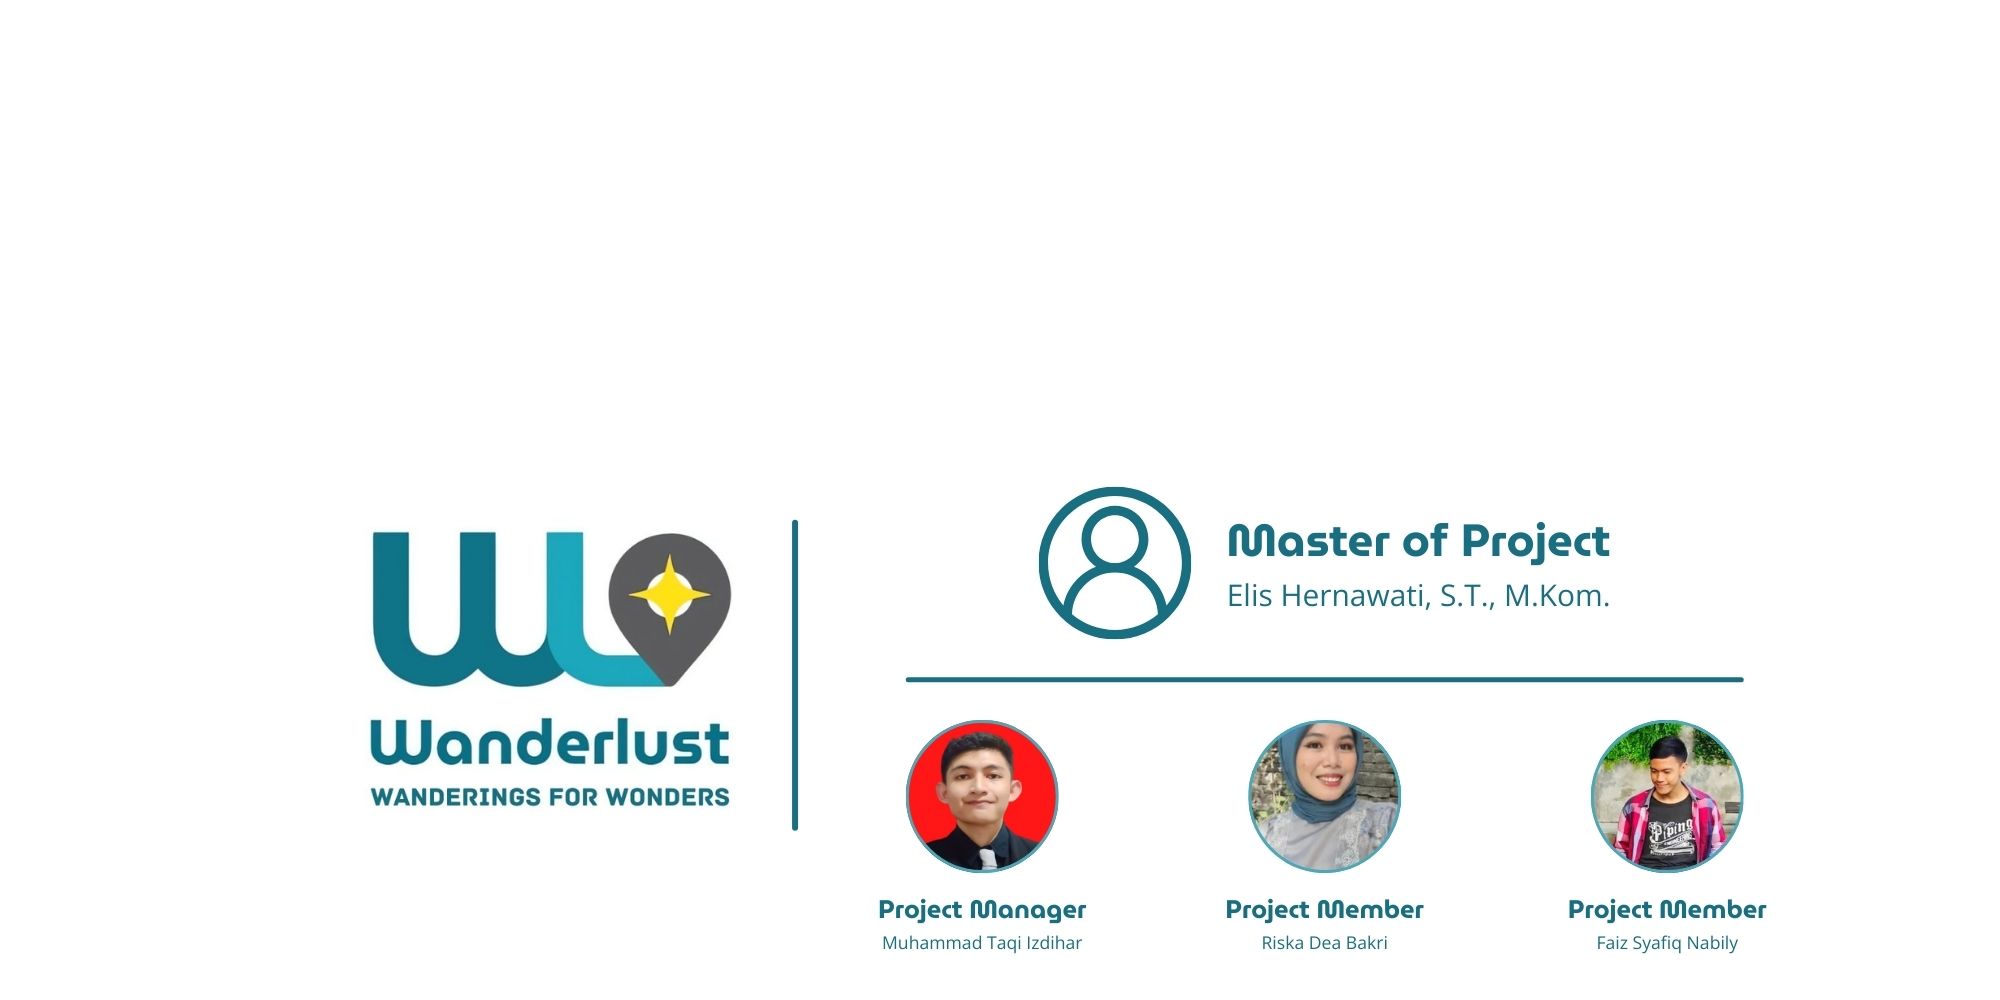 Wanderlust
WANDERINGS FOR WONDERS
Master of Project
Elis Hernawati, S.T., M.Kom.
Project Manager
Muhammad Taqi Izdihar
Project Member
Riska Dea Bakri
Piping
Project Member
Faiz Syafiq Nabily